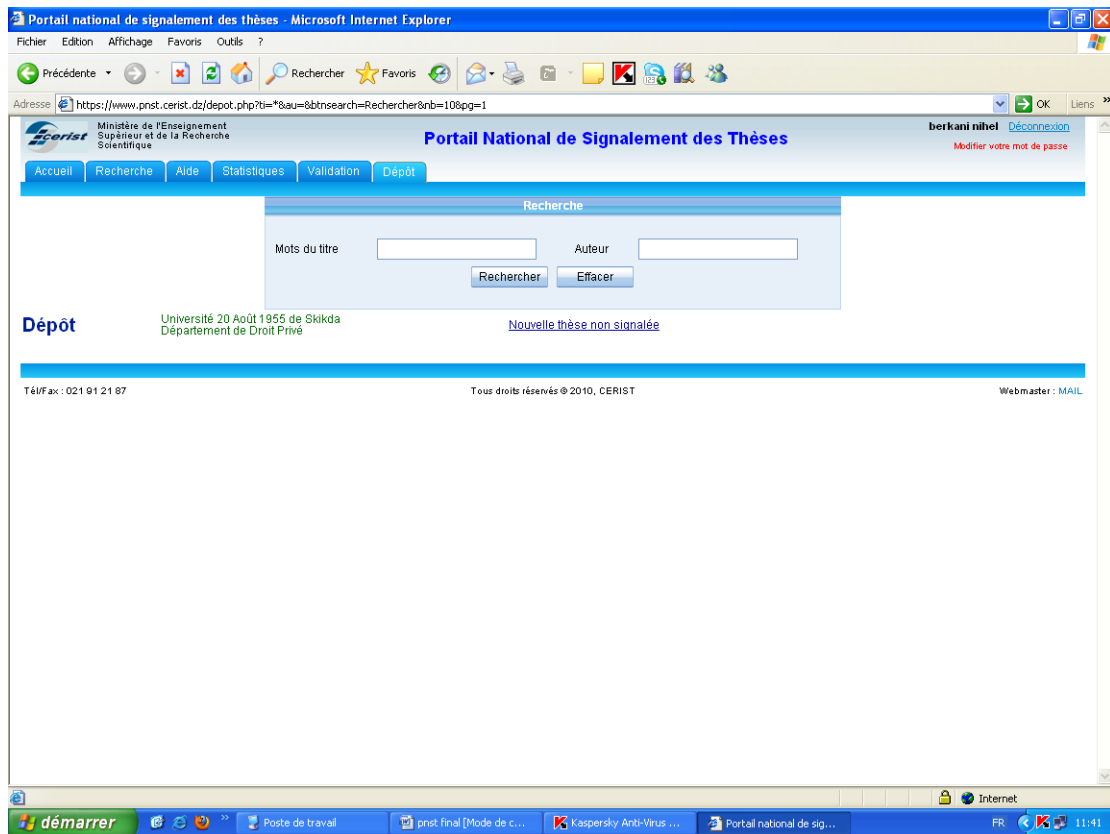 Portail national de signalement des thèses - Microsoft Internet Explorer
Fichier Edition Affichage Favoris Outils ?
Précédente Rechercher Favoris
Adresse https://www.pnst.cerist.dz/depot.php?ti=*&au=&btnsearch=Rechercher&nb=10&pg=1 OK Liens »
cerist
Ministère de l'Enseignement
Supérieur et de la Recherche
Scientifique
Portail National de Signalement des Thèses
berkani nihel Déconnexion
Modifier votre mot de passe
Accueil Recherche Aide Statistiques Validation Dépôt
Recherche
Mots du titre Auteur
Rechercher Effacer
Dépôt
Université 20 Août 1955 de Skikda
Département de Droit Privé
Nouvelle thèse non signalée
Tél/Fax : 021 91 21 87 Tous droits réservés © 2010, CERIST Webmaster : MAIL
Internet
démarrer » Poste de travail pnst final [Mode de c... Kaspersky Anti-Virus ... Portail national de sig... FR 11:41